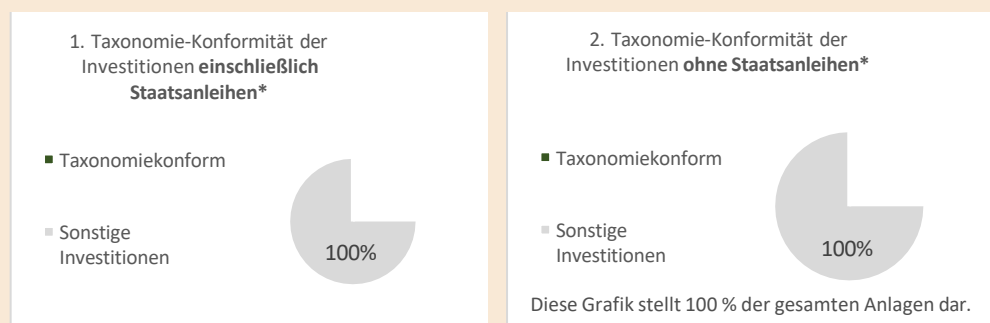 1. Taxonomie-Konformität der
Investitionen einschließlich
Staatsanleihen*
Taxonomiekonform
Sonstige
Investitionen
100%
2. Taxonomie-Konformität der
Investitionen ohne Staatsanleihen*
Taxonomiekonform
Sonstige
Investitionen
100%
Diese Grafik stellt 100 % der gesamten Anlagen dar.